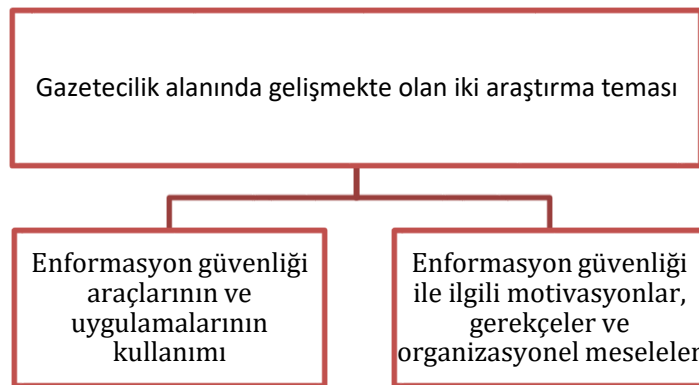 Gazetecilik alanında gelişmekte olan iki araştırma teması
Enformasyon güvenliği
araçlarının ve
uygulamalarının
kullanımı
Enformasyon güvenliği
ile ilgili motivasyonlar,
gerekçeler ve
organizasyonel meseleler